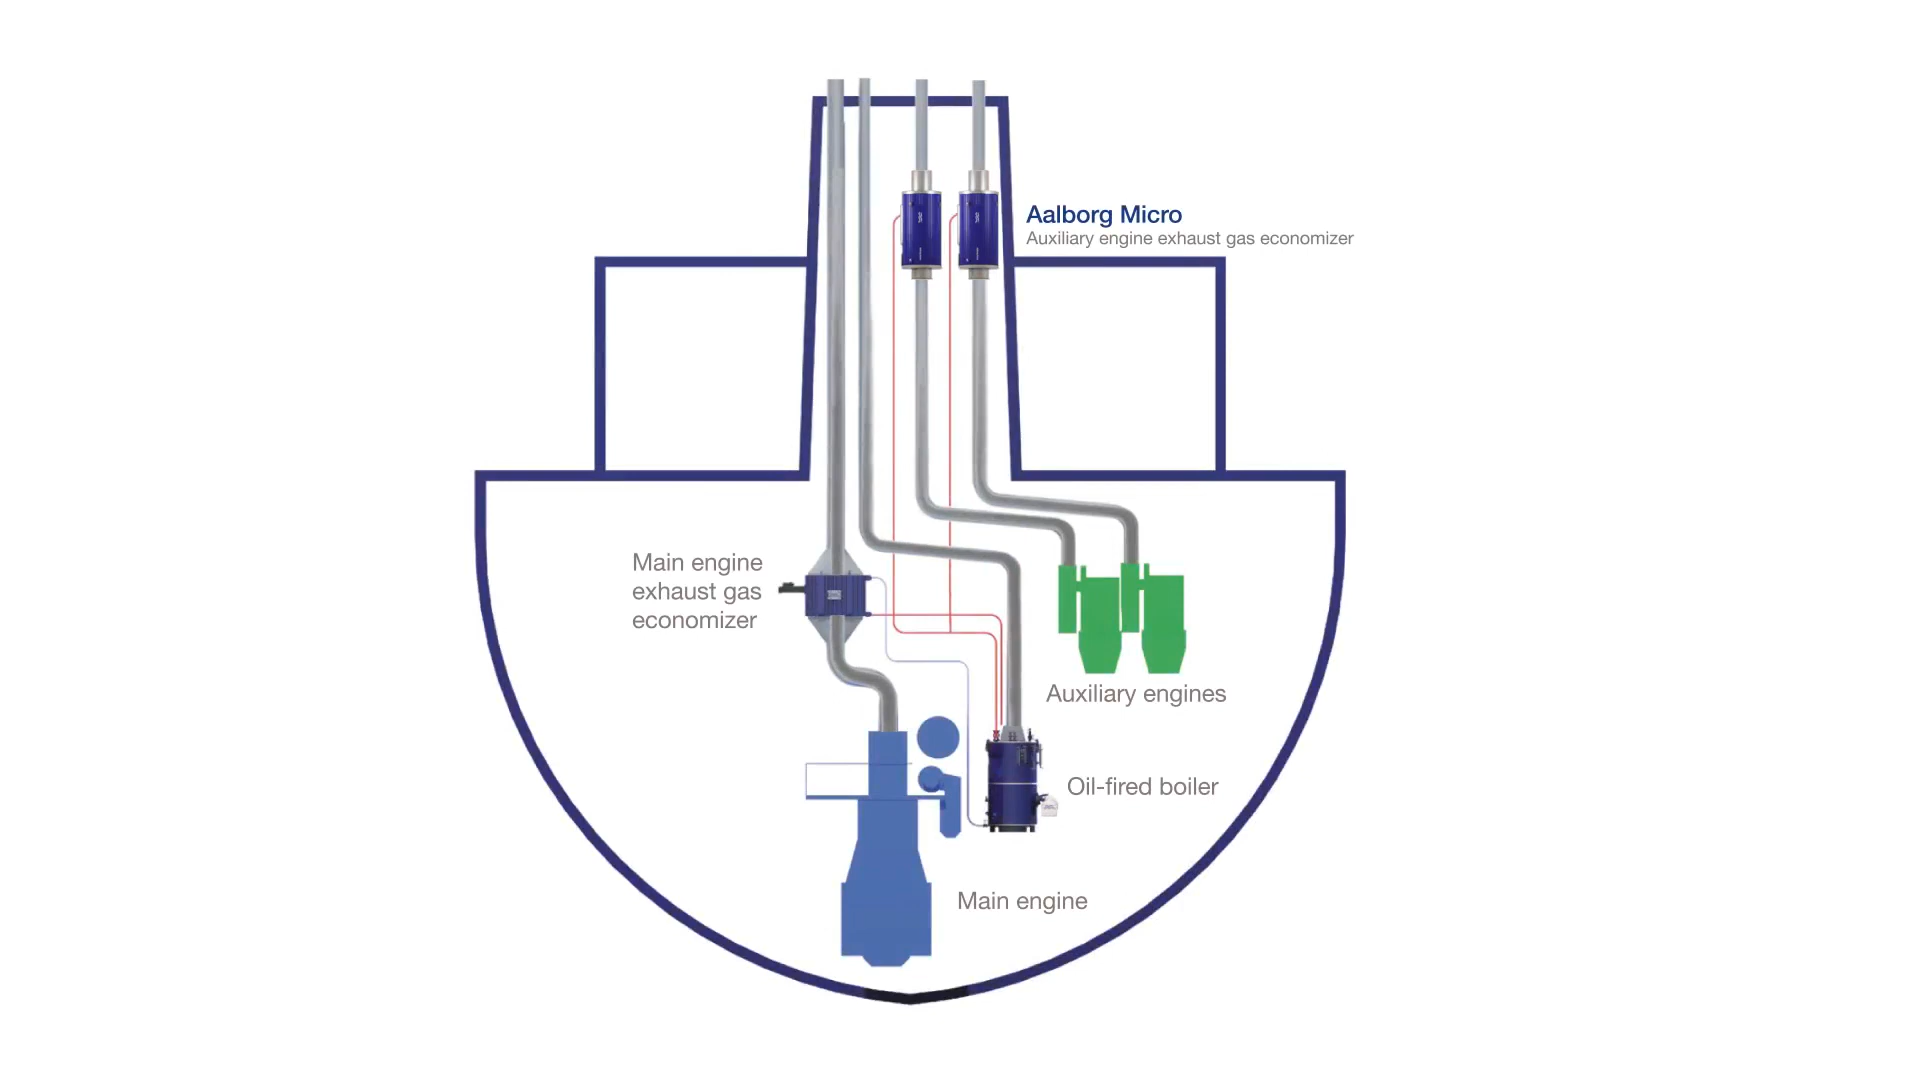 Aalborg Micro
Auxiliary engine exhaust gas economizer
Main engine
exhaust gas
economizer
Auxiliary engines
Oil-fired boiler
Main engine